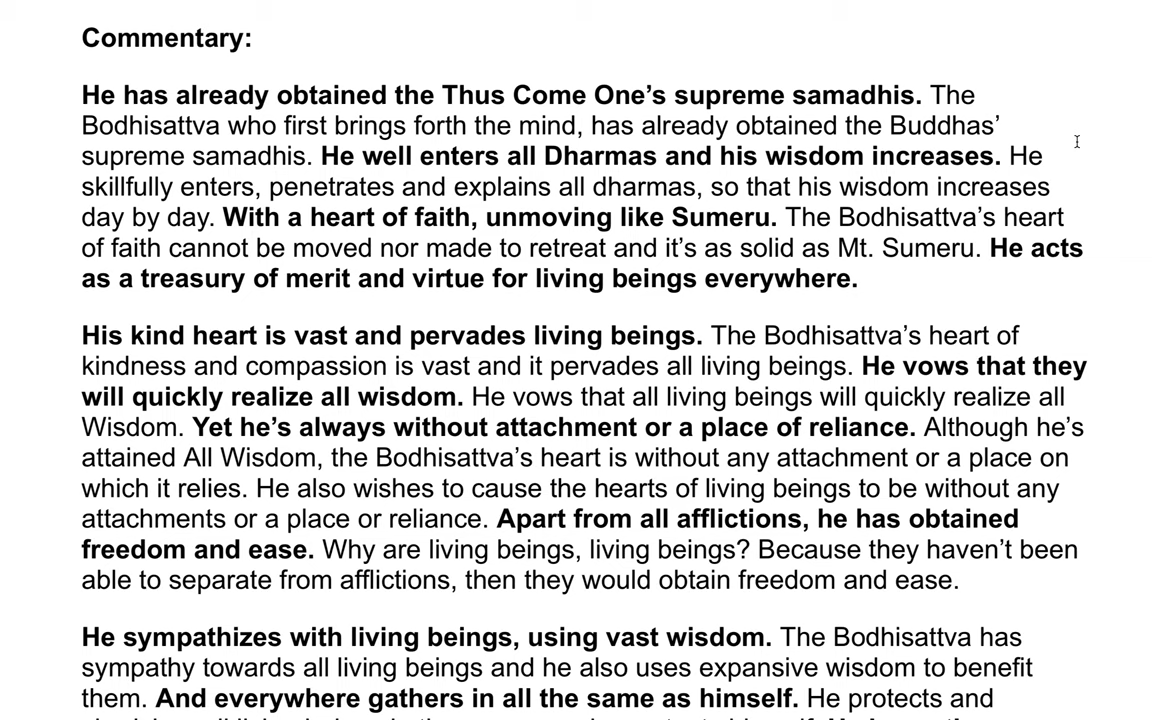 Commentary:
He has already obtained the Thus Come One’s supreme samadhis. The
Bodhisattva who first brings forth the mind, has already obtained the Buddhas’
supreme samadhis. He well enters all Dharmas and his wisdom increases. He
skillfully enters, penetrates and explains all dharmas, so that his wisdom increases
day by day. With a heart of faith, unmoving like Sumeru. The Bodhisattva’s heart
of faith cannot be moved nor made to retreat and it’s as solid as Mt. Sumeru. He acts
as a treasury of merit and virtue for living beings everywhere.
His kind heart is vast and pervades living beings. The Bodhisattva’s heart of
kindness and compassion is vast and it pervades all living beings. He vows that they
will quickly realize all wisdom. He vows that all living beings will quickly realize all
Wisdom. Yet he’s always without attachment or a place of reliance. Although he’s
attained All Wisdom, the Bodhisattva’s heart is without any attachment or a place on
which it relies. He also wishes to cause the hearts of living beings to be without any
attachments or a place or reliance. Apart from all afflictions, he has obtained
freedom and ease. Why are living beings, living beings? Because they haven’t been
able to separate from afflictions, then they would obtain freedom and ease.
He sympathizes with living beings, using vast wisdom. The Bodhisattva has
sympathy towards all living beings and he also uses expansive wisdom to benefit
them. And everywhere gathers in all the same as himself. He protects and